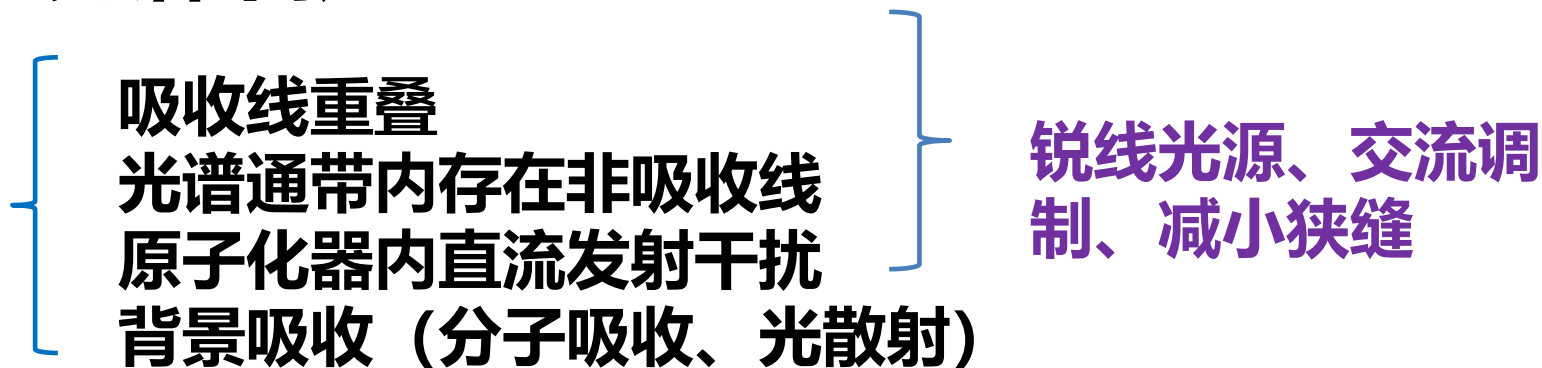 吸收线重叠
光谱通带内存在非吸收线
原子化器内直流发射干扰
背景吸收（分子吸收、光散射）
锐线光源、交流调
制、减小狭缝